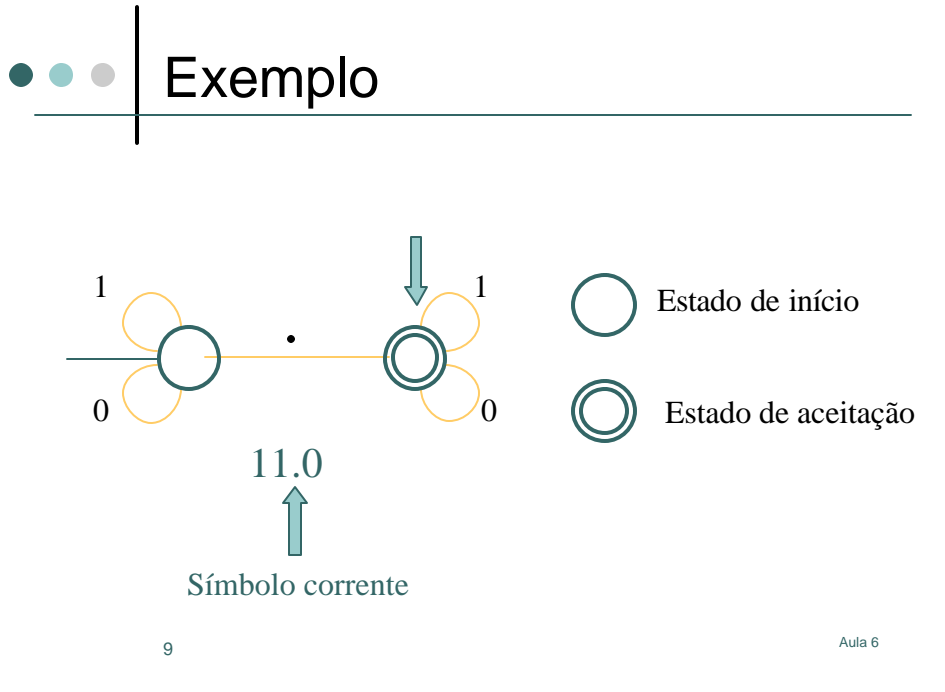 Exemplo
1
1
Estado de início
.
0
0
Estado de aceitação
11.0
Símbolo corrente
9
Aula 6